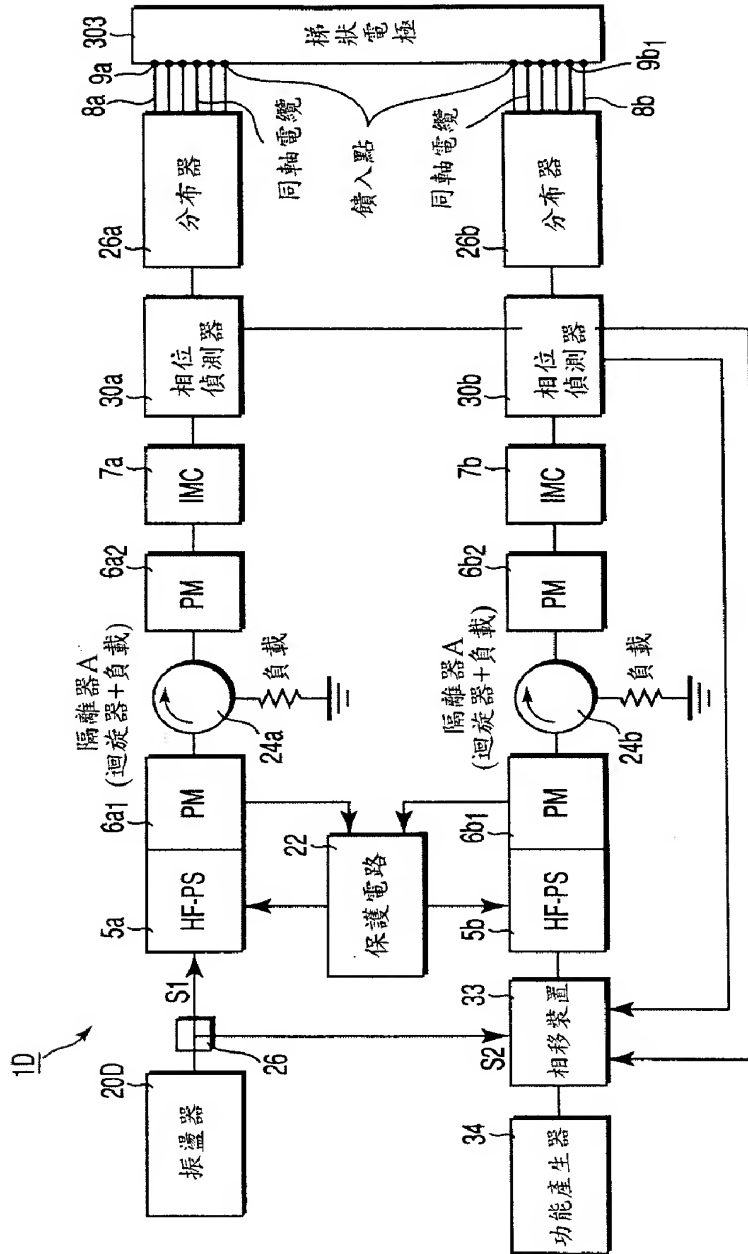 1D
20D
振盪器
26
S1
5a
HF-PS
6a1
PM
隔離器A
(迴旋器+負載)
24a
負載
6a2
PM
7a
IMC
30a
相位
偵測器
26a
分布器
8a
9a
同軸電纜
303
梯狀電極
22
保護電路
饋入點
34
功能產生器
33
S2
相移裝置
5b
HF-PS
6b1
PM
隔離器A
(迴旋器+負載)
24b
負載
6b2
PM
7b
IMC
30b
相位
偵測器
26b
分布器
同軸電纜
8b
9b1